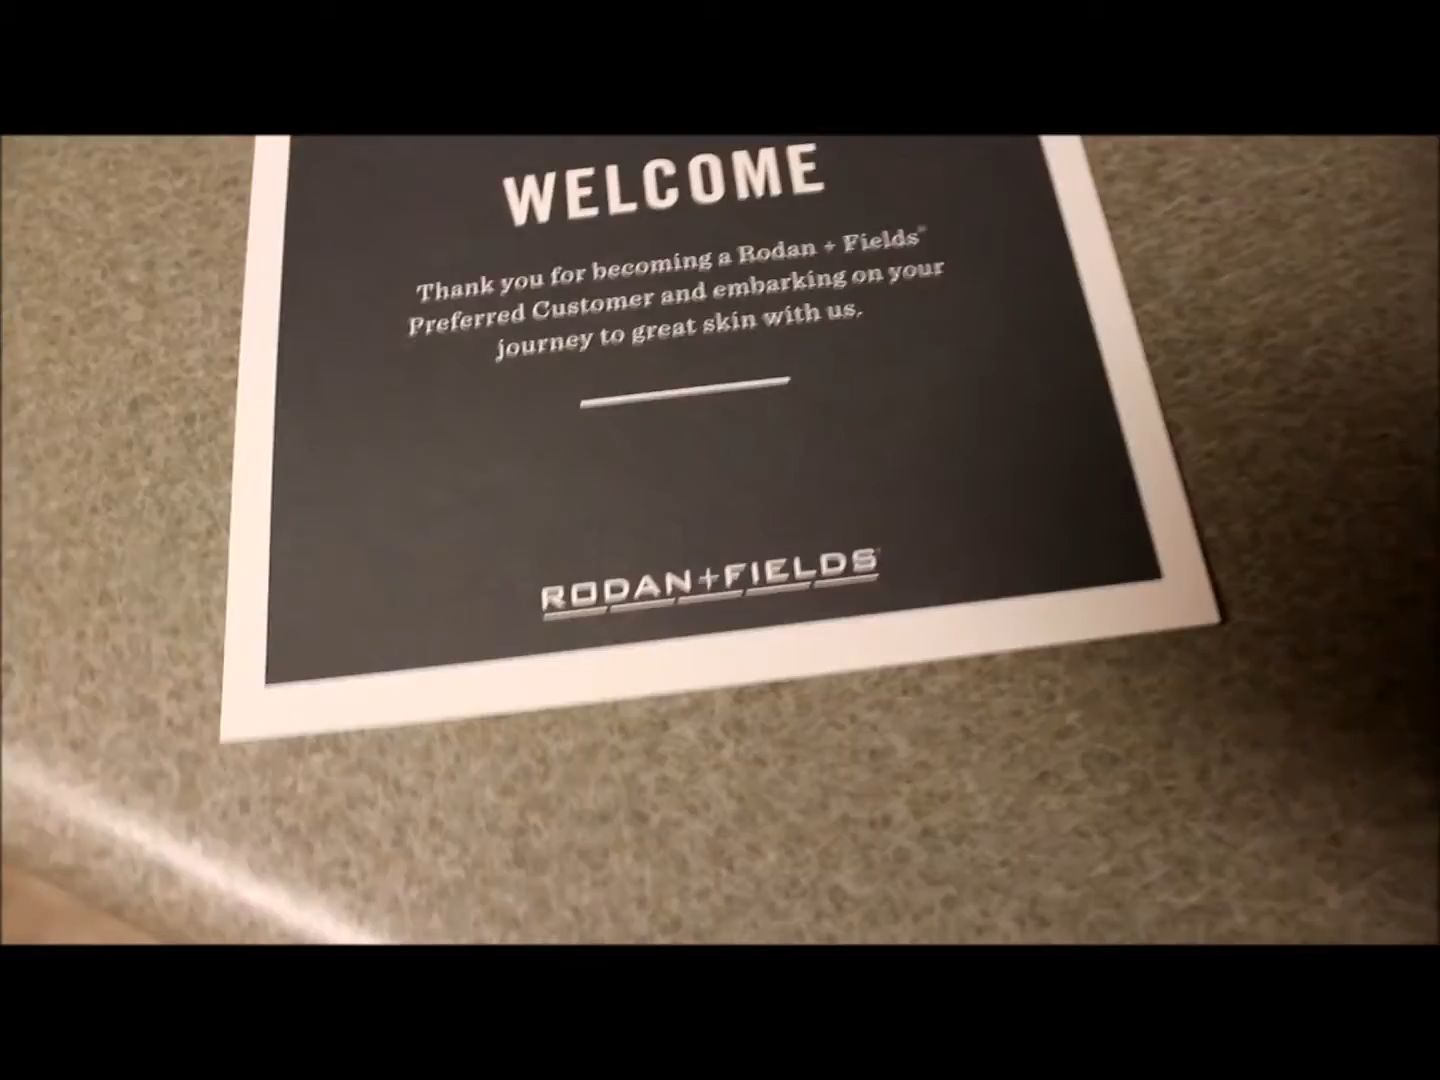 WELCOME
Thank you for becoming a Rodan + Fields®
Preferred Customer and embarking on your
journey to great skin with us.
RODAN+FIELDS®